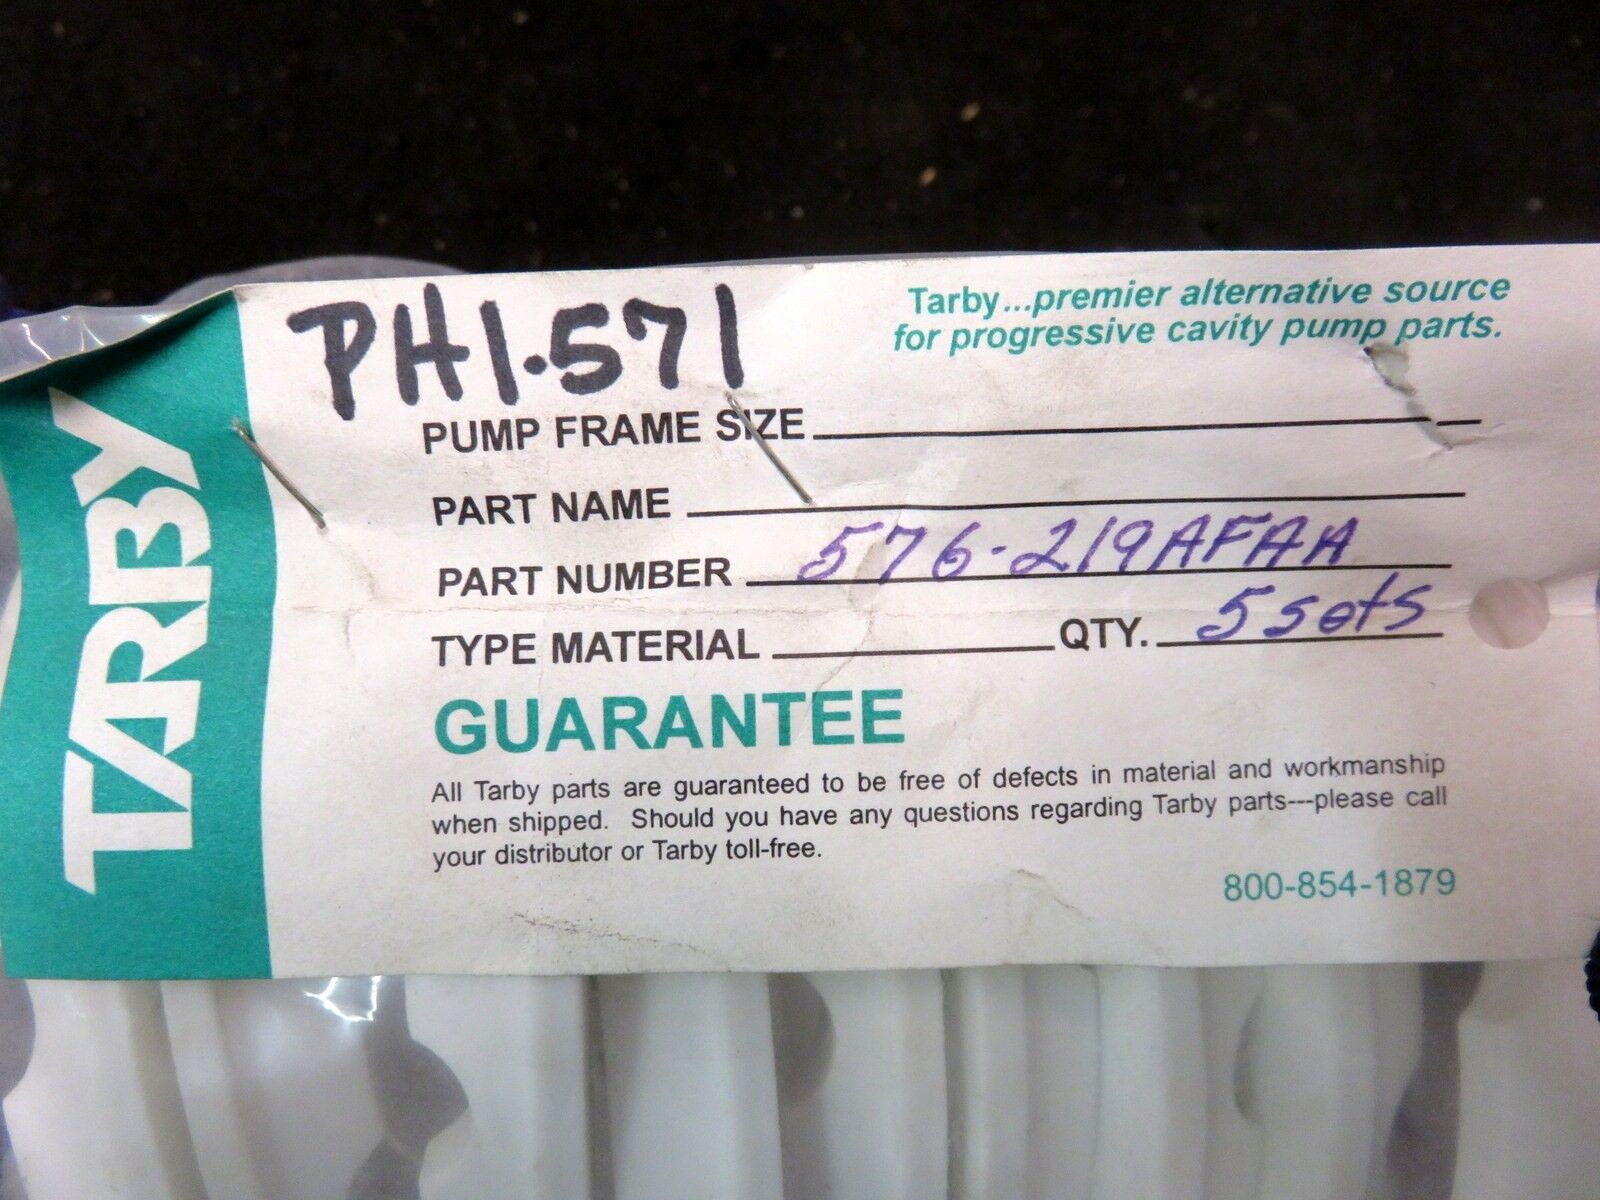 TARBY
PH1.571
Tarby...premier alternative source
for progressive cavity pump parts.
PUMP FRAME SIZE
PART NAME
PART NUMBER 576-219AFAA
TYPE MATERIAL QTY. 5 sets
GUARANTEE
All Tarby parts are guaranteed to be free of defects in material and workmanship
when shipped. Should you have any questions regarding Tarby parts---please call
your distributor or Tarby toll-free.
800-854-1879